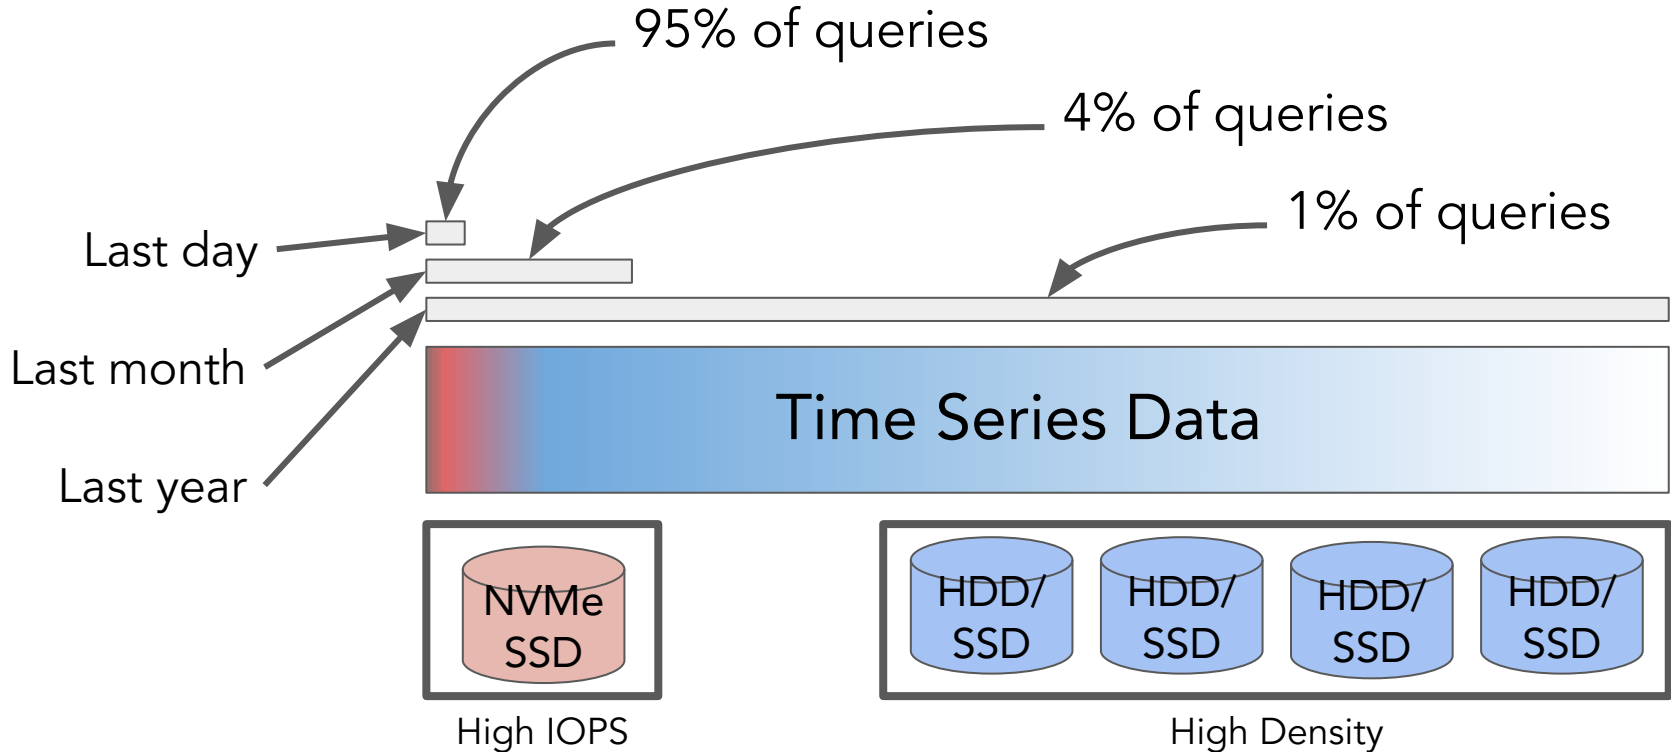 95% of queries
4% of queries
1% of queries
Last day
Last month
Last year
Time Series Data
NVMe
SSD
HDD/
SSD
HDD/
SSD
HDD/
SSD
HDD/
SSD
High IOPS
High Density